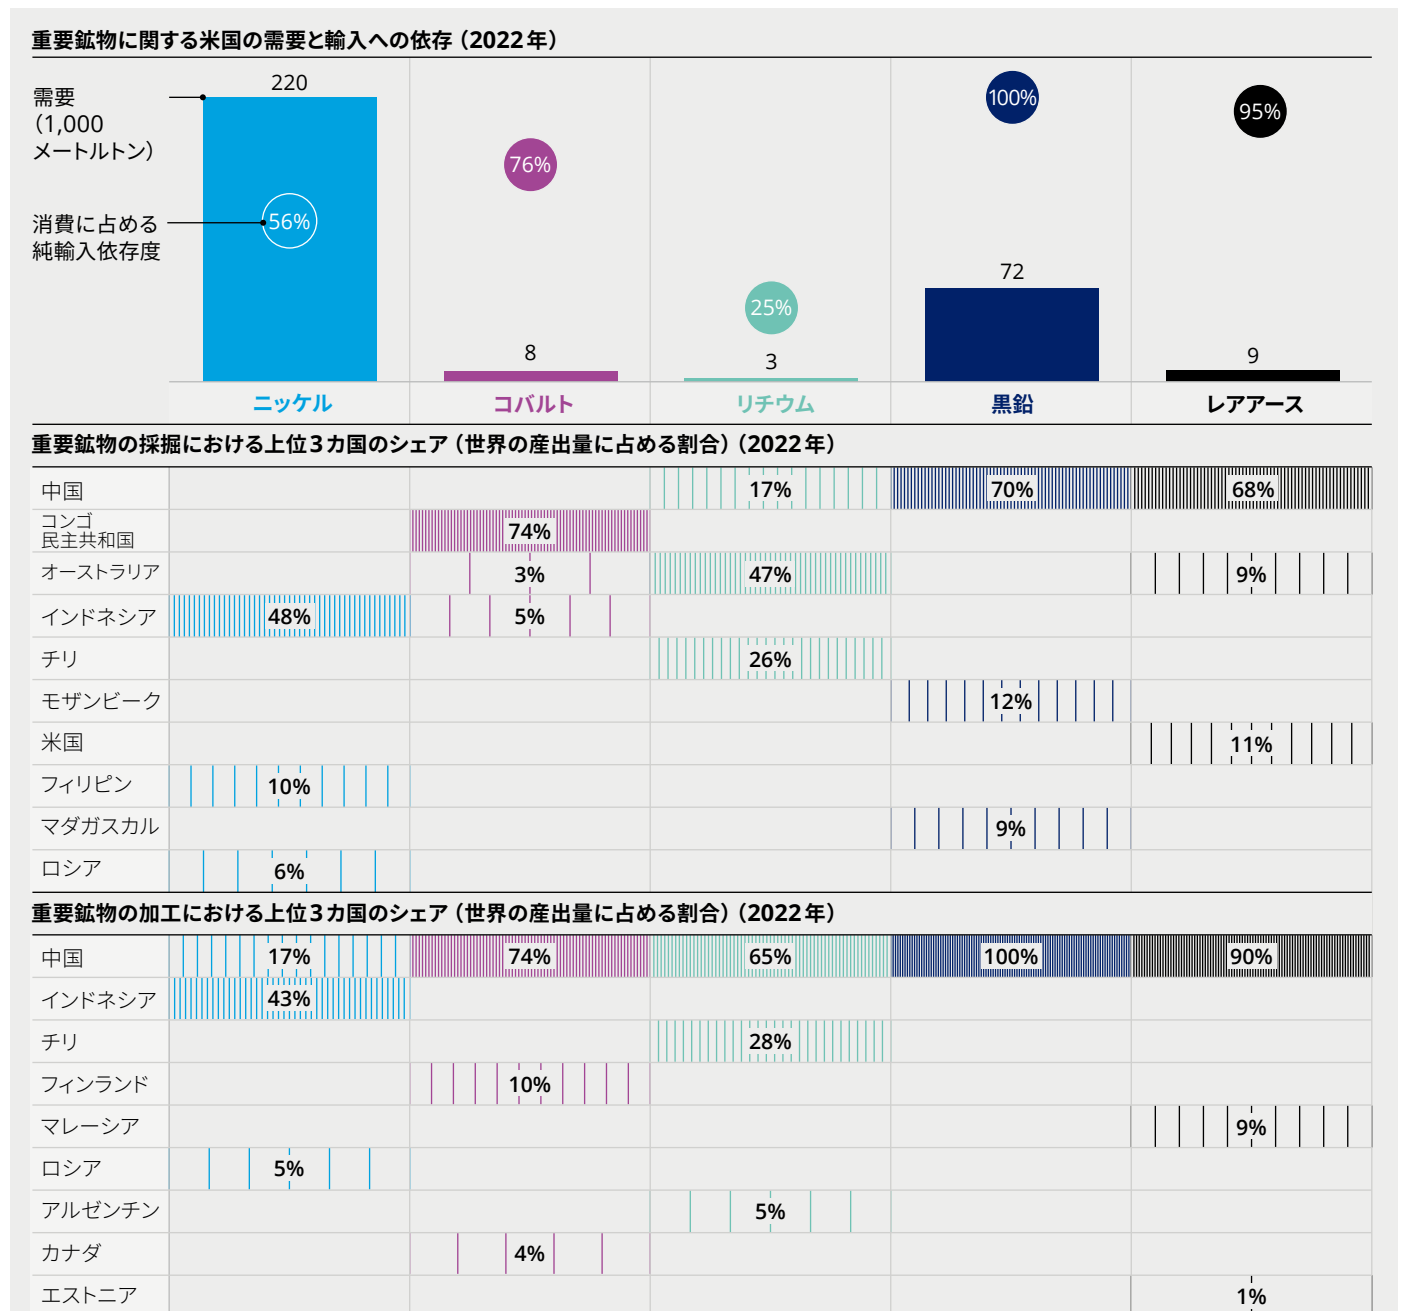 重要鉱物に関する米国の需要と輸入への依存（2022年）
需要
（1,000
メートルトン）
消費に占める
純輸入依存度
220
56%
76%
8
25%
3
100%
72
95%
9
ニッケル
コバルト
リチウム
黒鉛
レアアース
重要鉱物の採掘における上位3カ国のシェア（世界の産出量に占める割合）（2022年）
中国 17% 70% 68%
コンゴ
民主共和国 74%
オーストラリア 3% 47% 9%
インドネシア 48% 5%
チリ 26%
モザンビーク 12%
米国 11%
フィリピン 10%
マダガスカル 9%
ロシア 6%
重要鉱物の加工における上位3カ国のシェア（世界の産出量に占める割合）（2022年）
中国 17% 74% 65% 100% 90%
インドネシア 43%
チリ 28%
フィンランド 10%
マレーシア 9%
ロシア 5%
アルゼンチン 5%
カナダ 4%
エストニア 1%